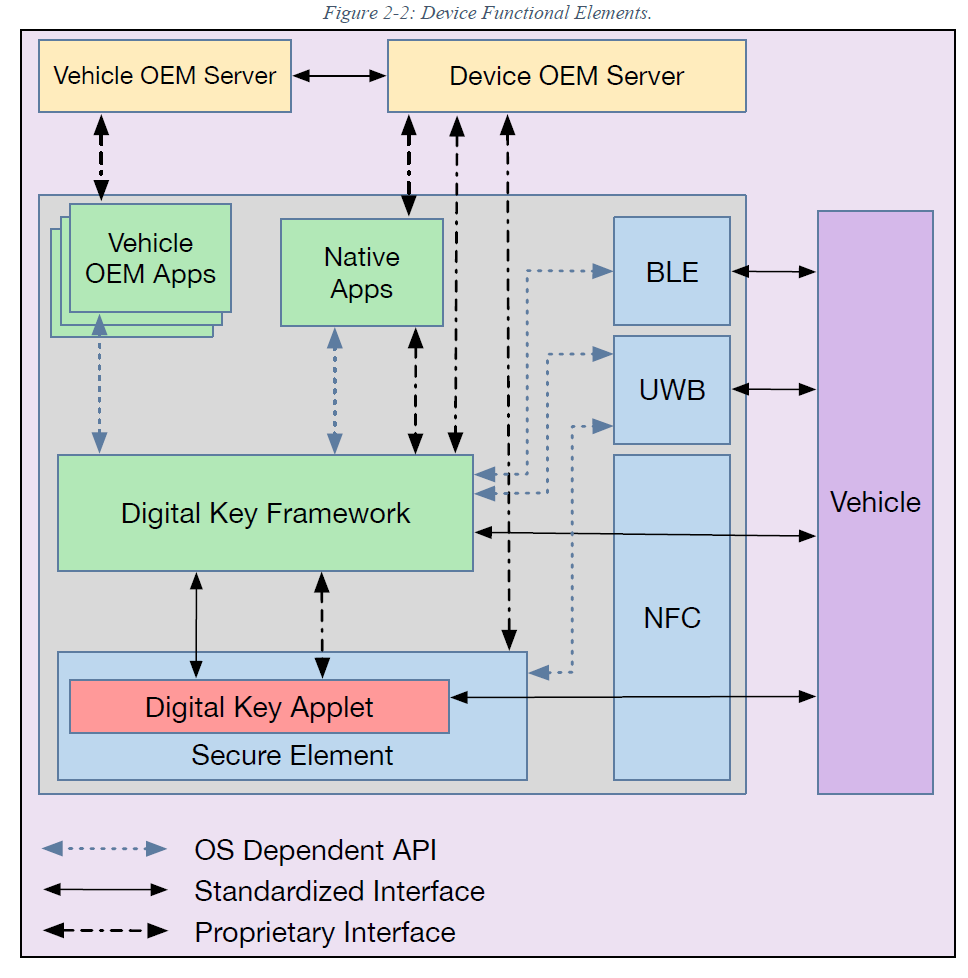 Figure 2-2: Device Functional Elements.
Vehicle OEM Server
Device OEM Server
Vehicle
OEM Apps
Native
Apps
BLE
UWB
Digital Key Framework
NFC
Vehicle
Digital Key Applet
Secure Element
OS Dependent API
Standardized Interface
Proprietary Interface